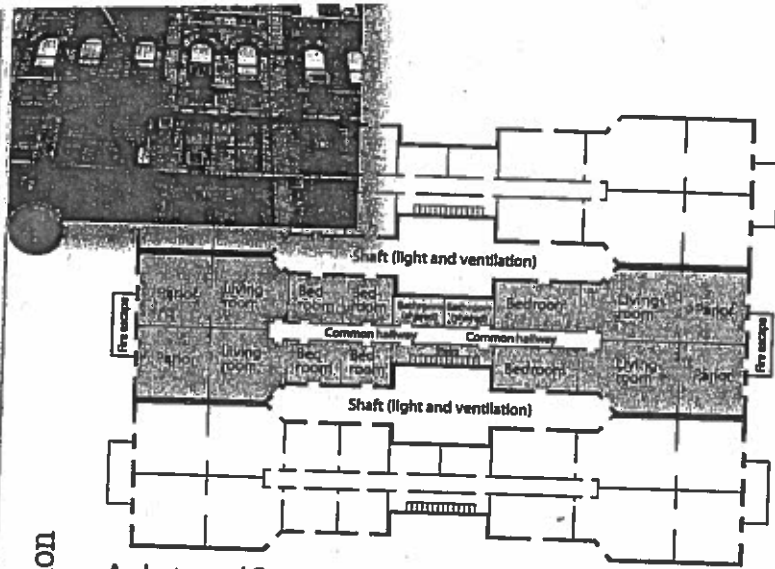 Shaft (light and ventilation)
Parlor Living room Bed room Bed room Bedroom Living room Parlor
Fire escape
Common hallway Common hallway
Fire escape
Parlor Living room Bed room Bed room Bedroom Living room Parlor
Shaft (light and ventilation)
on